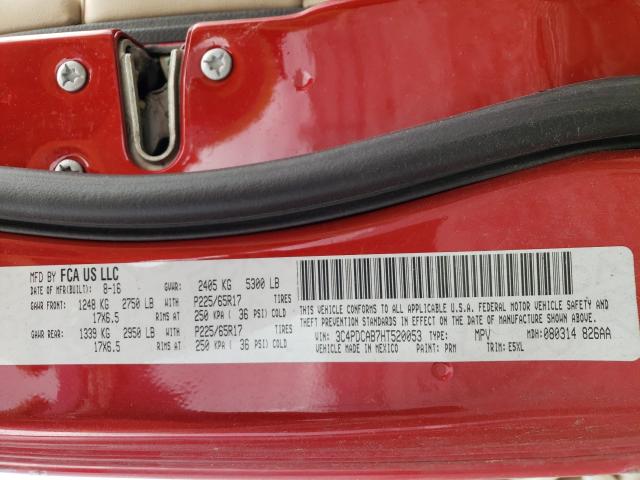 MFD BY FCA US LLC
DATE OF MFR(BUILT): 8-16 GVWR: 2405 KG 5300 LB
GAWR FRONT: 1248 KG 2750 LB WITH P225/65R17 TIRES
17X6.5 RIMS AT 250 KPA ( 36 PSI) COLD
GAWR REAR: 1339 KG 2950 LB WITH P225/65R17 TIRES
17X6.5 RIMS AT 250 KPA ( 36 PSI) COLD
THIS VEHICLE CONFORMS TO ALL APPLICABLE U.S.A. FEDERAL MOTOR VEHICLE SAFETY AND
THEFT PREVENTION STANDARDS IN EFFECT ON THE DATE OF MANUFACTURE SHOWN ABOVE.
VIN: 3C4PDCAB7HT520053 TYPE: MPV MDH: 080314 826AA
VEHICLE MADE IN MEXICO PAINT: PRM TRIM: E5XL